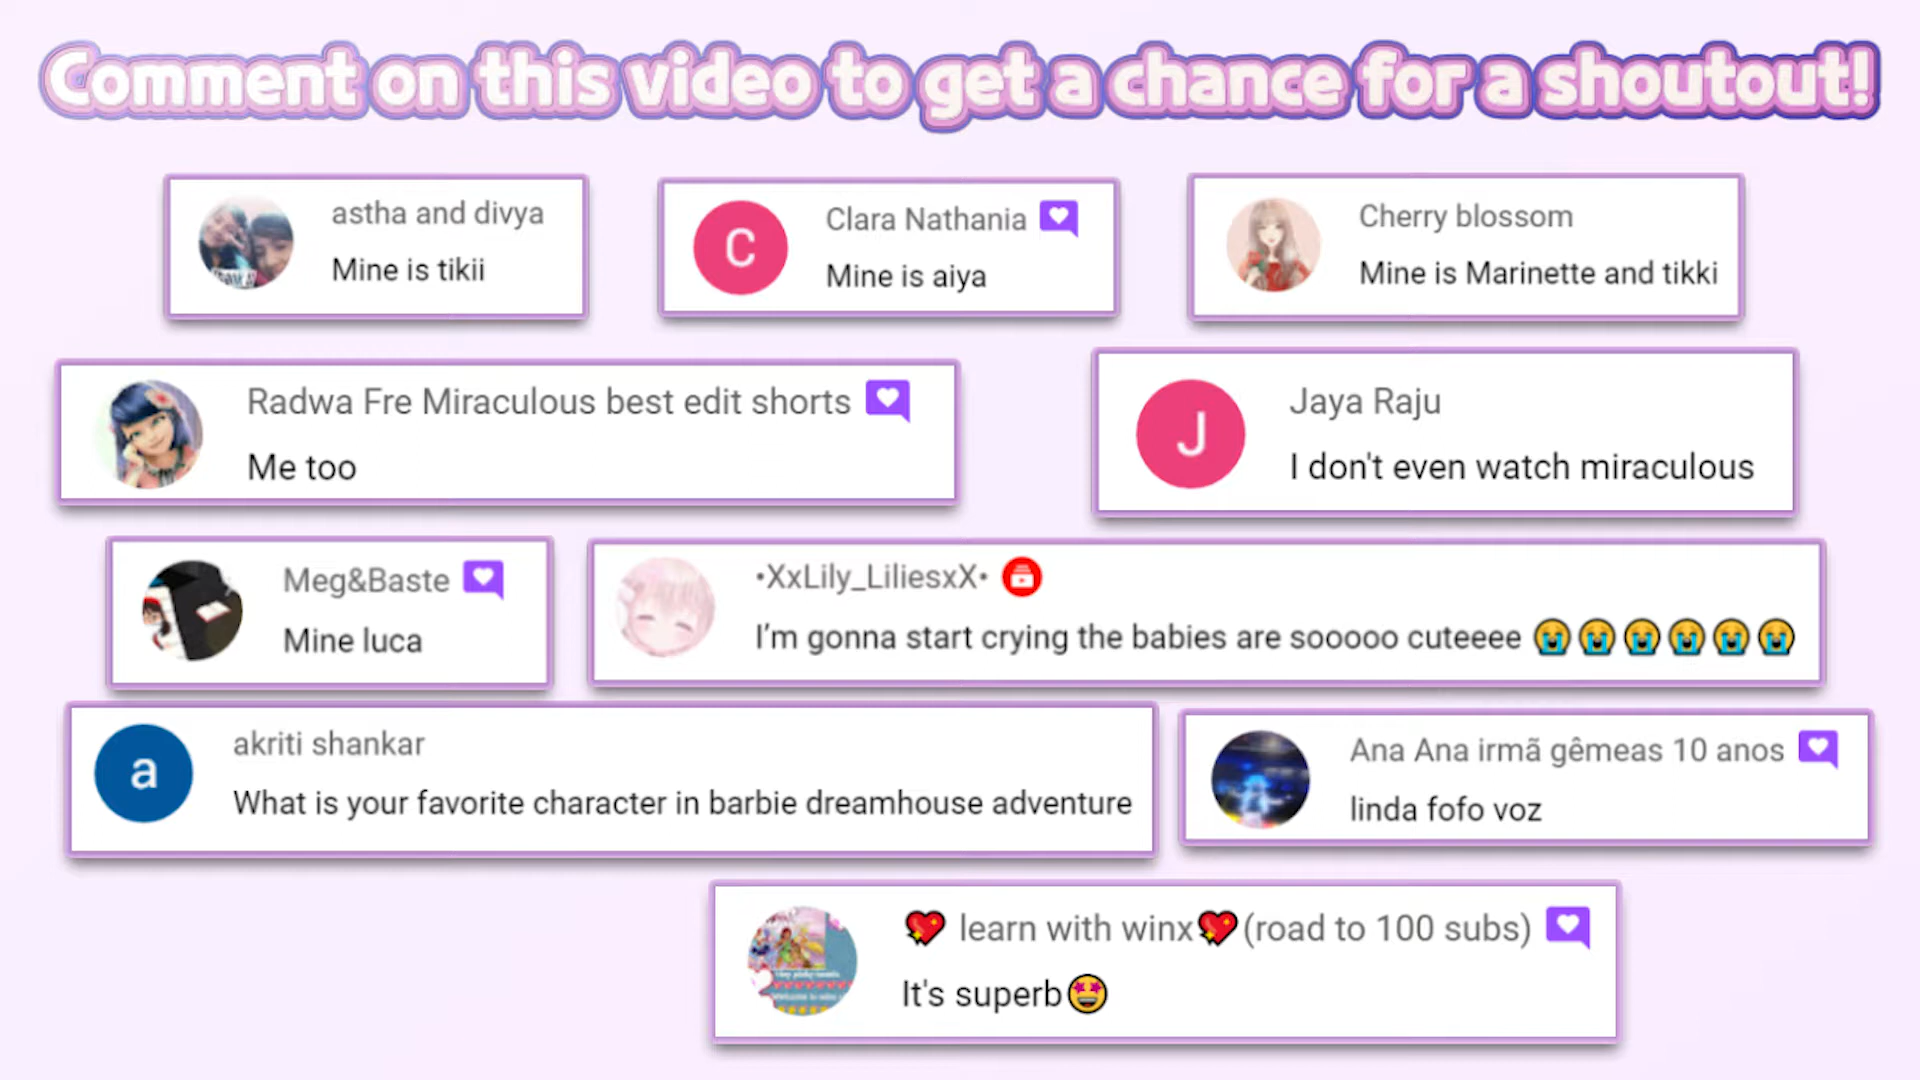 Comment on this video to get a chance for a shoutout!
astha and divya
Mine is tikii
C
Clara Nathania
Mine is aiya
Cherry blossom
Mine is Marinette and tikki
Radwa Fre Miraculous best edit shorts
Me too
J
Jaya Raju
I don't even watch miraculous
Meg&Baste
Mine luca
•XxLily_LiliesxX•
I’m gonna start crying the babies are sooooo cuteeee 😭😭😭😭😭😭
a
akriti shankar
What is your favorite character in barbie dreamhouse adventure
Ana Ana irmã gêmeas 10 anos
linda fofo voz
💖 learn with winx💖(road to 100 subs)
It's superb🤩